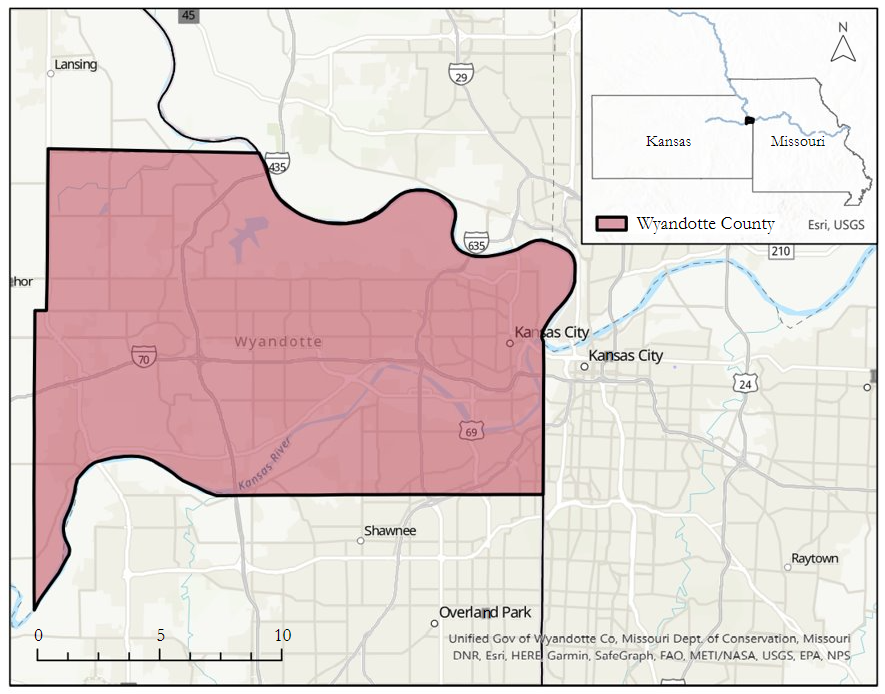 45
Lansing
29
N
Kansas
Missouri
435
Wyandotte County
Esri, USGS
635
210
hor
Kansas City
Wyandotte
Kansas City
70
24
69
Kansas River
Shawnee
Raytown
Overland Park
0 5 10
Unified Gov of Wyandotte Co, Missouri Dept. of Conservation, Missouri
DNR, Esri, HERE, Garmin, SafeGraph, FAO, METI/NASA, USGS, EPA, NPS